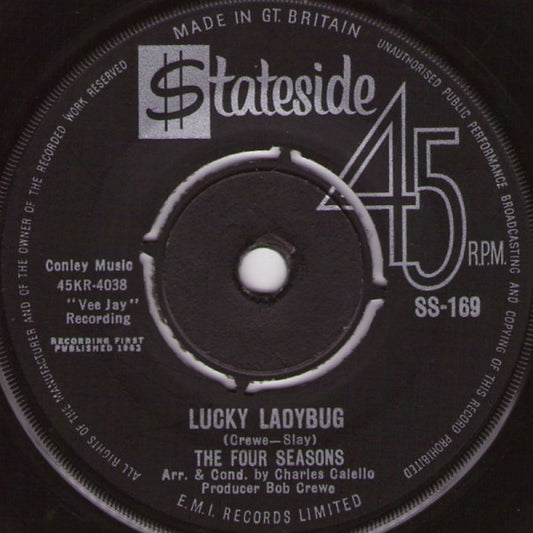 MADE IN GT. BRITAIN
UNAUTHORISED PUBLIC PERFORMANCE BROADCASTING AND COPYING OF THIS RECORD PROHIBITED
ALL RIGHTS OF THE MANUFACTURER AND OF THE OWNER OF THE RECORDED WORK RESERVED
$tateside
45
R.P.M.
Conley Music
45KR-4038
"Vee Jay"
Recording
RECORDING FIRST
PUBLISHED 1963
SS-169
LUCKY LADYBUG
(Crewe—Slay)
THE FOUR SEASONS
Arr. & Cond. by Charles Calello
Producer Bob Crewe
E.M.I. RECORDS LIMITED